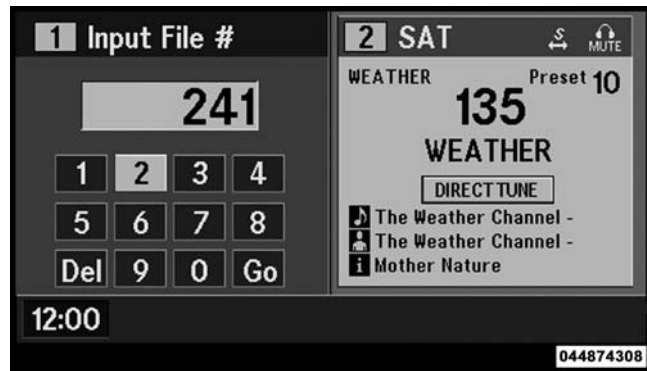 1 Input File #
241
1 2 3 4
5 6 7 8
Del 9 0 Go
2 SAT S MUTE
WEATHER Preset 10
135
WEATHER
DIRECT TUNE
The Weather Channel -
The Weather Channel -
i Mother Nature
12:00
044874308